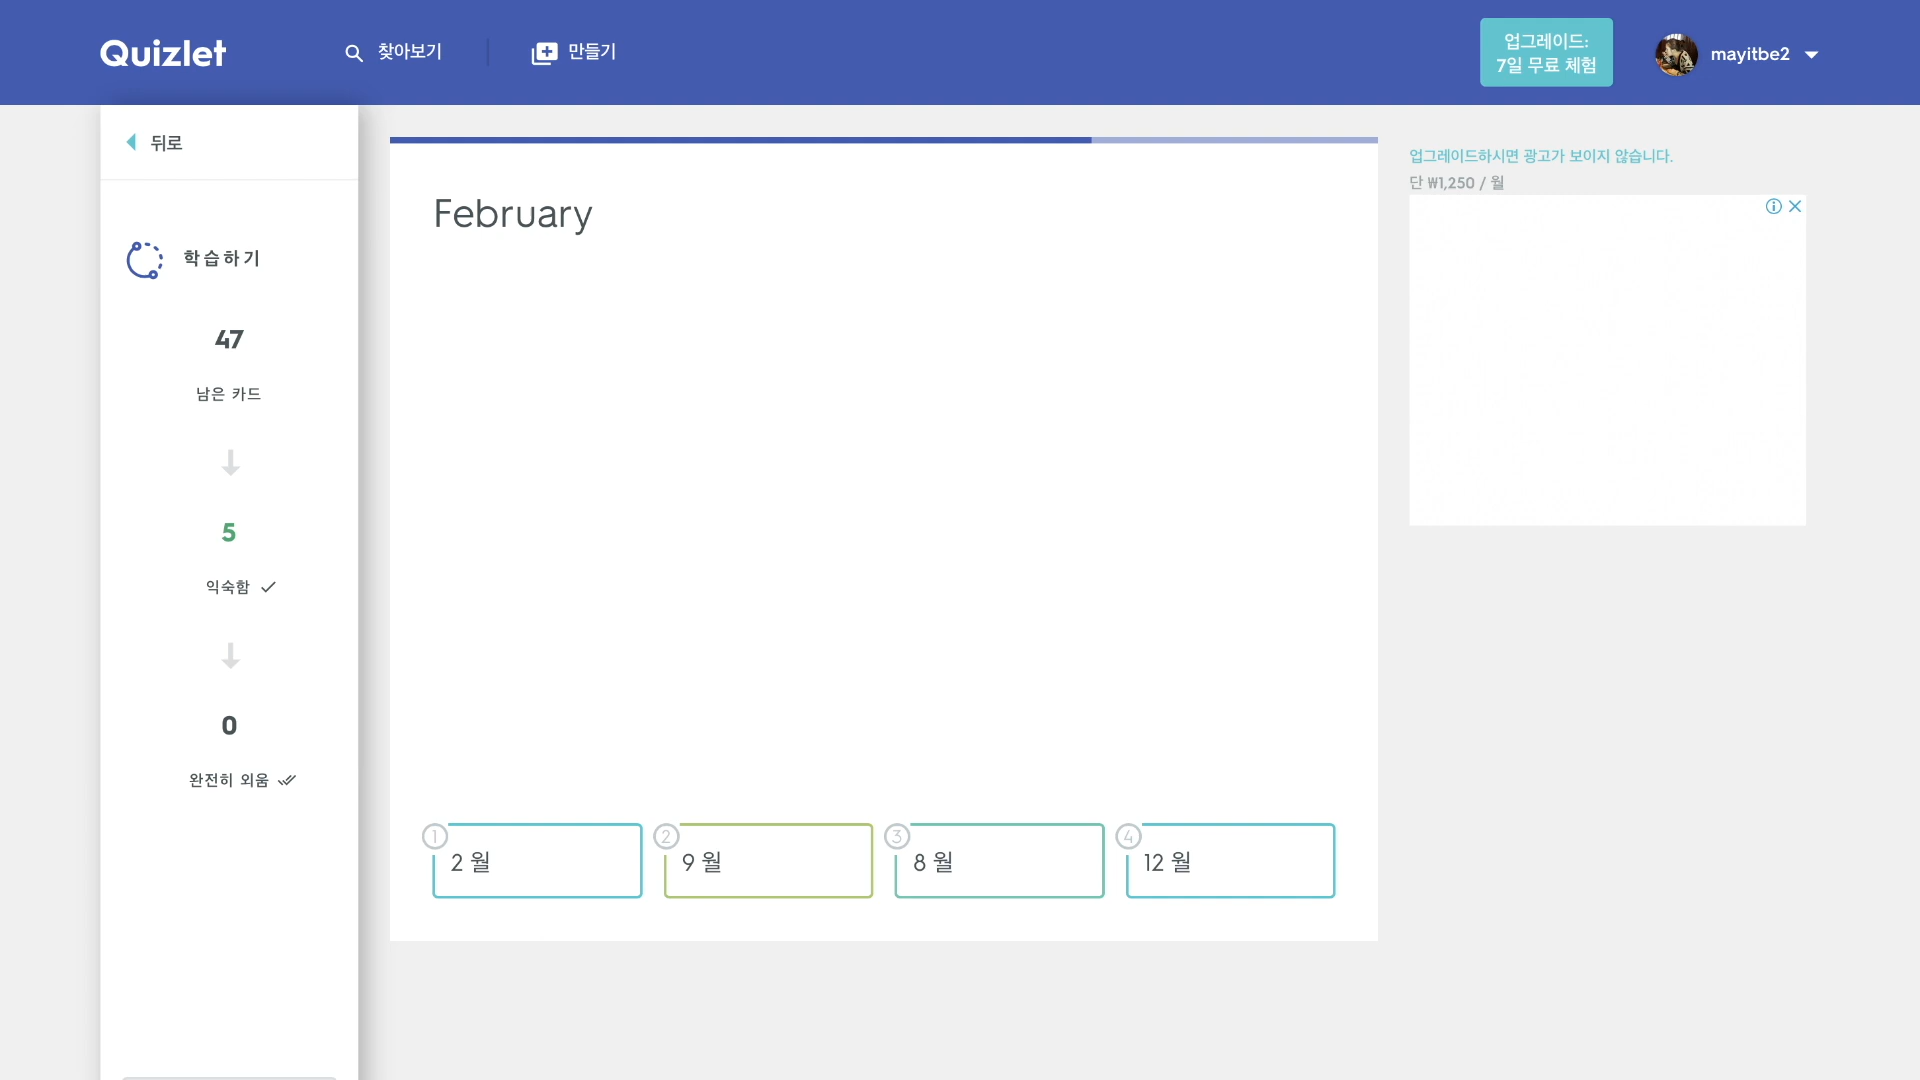 Quizlet
찾아보기
만들기
업그레이드:
7일 무료 체험
mayitbe2
뒤로
학습하기
47
남은 카드
5
익숙함
0
완전히 외움
February
1
2 월
2
9 월
3
8 월
4
12 월
업그레이드하시면 광고가 보이지 않습니다.
단 ₩1,250 / 월